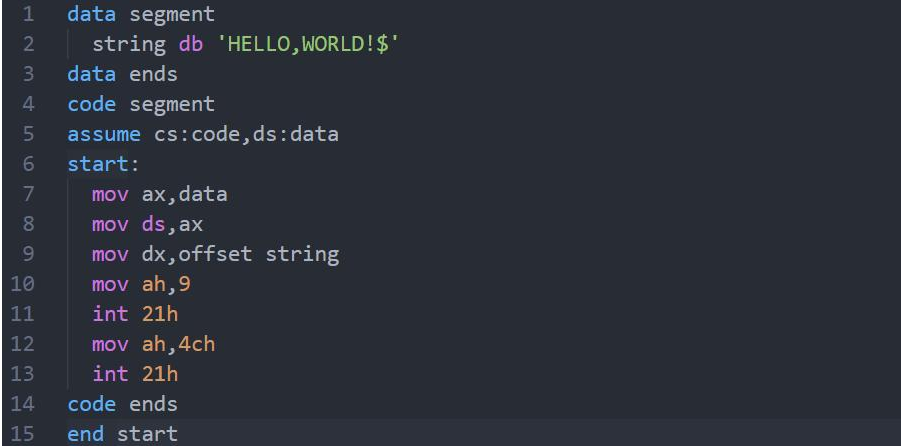 1 data segment
2 string db 'HELLO,WORLD!$'
3 data ends
4 code segment
5 assume cs:code,ds:data
6 start:
7 mov ax,data
8 mov ds,ax
9 mov dx,offset string
10 mov ah,9
11 int 21h
12 mov ah,4ch
13 int 21h
14 code ends
15 end start